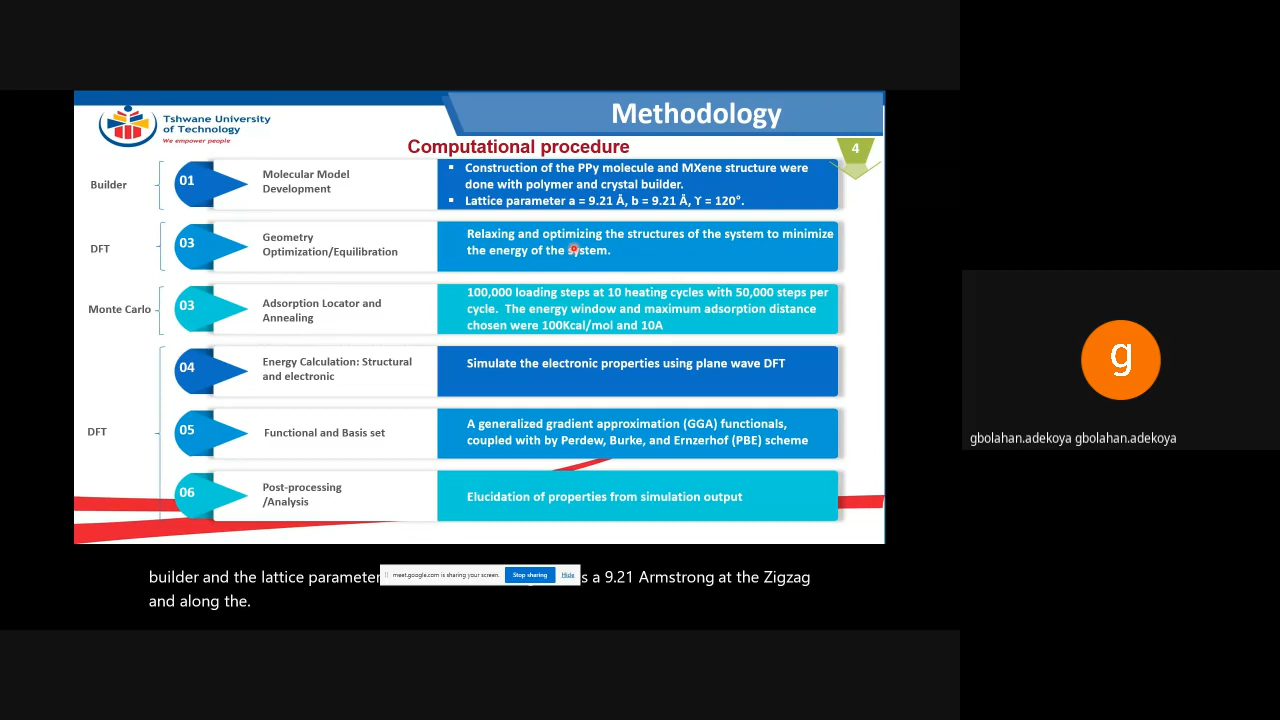 Tshwane University
of Technology
We empower people
Methodology
Computational procedure
4
Builder
01
Molecular Model
Development
▪ Construction of the PPy molecule and MXene structure were
done with polymer and crystal builder.
▪ Lattice parameter a = 9.21 Å, b = 9.21 Å, ϒ = 120°.
DFT
03
Geometry
Optimization/Equilibration
Relaxing and optimizing the structures of the system to minimize
the energy of the system.
Monte Carlo
03
Adsorption Locator and
Annealing
100,000 loading steps at 10 heating cycles with 50,000 steps per
cycle. The energy window and maximum adsorption distance
chosen were 100Kcal/mol and 10A
DFT
04
Energy Calculation: Structural
and electronic
Simulate the electronic properties using plane wave DFT
05
Functional and Basis set
A generalized gradient approximation (GGA) functionals,
coupled with by Perdew, Burke, and Ernzerhof (PBE) scheme
06
Post-processing
/Analysis
Elucidation of properties from simulation output
builder and the lattice parameter s a 9.21 Armstrong at the Zigzag
and along the.
meet.google.com is sharing your screen.
Stop sharing
Hide
g
gbolahan.adekoya gbolahan.adekoya